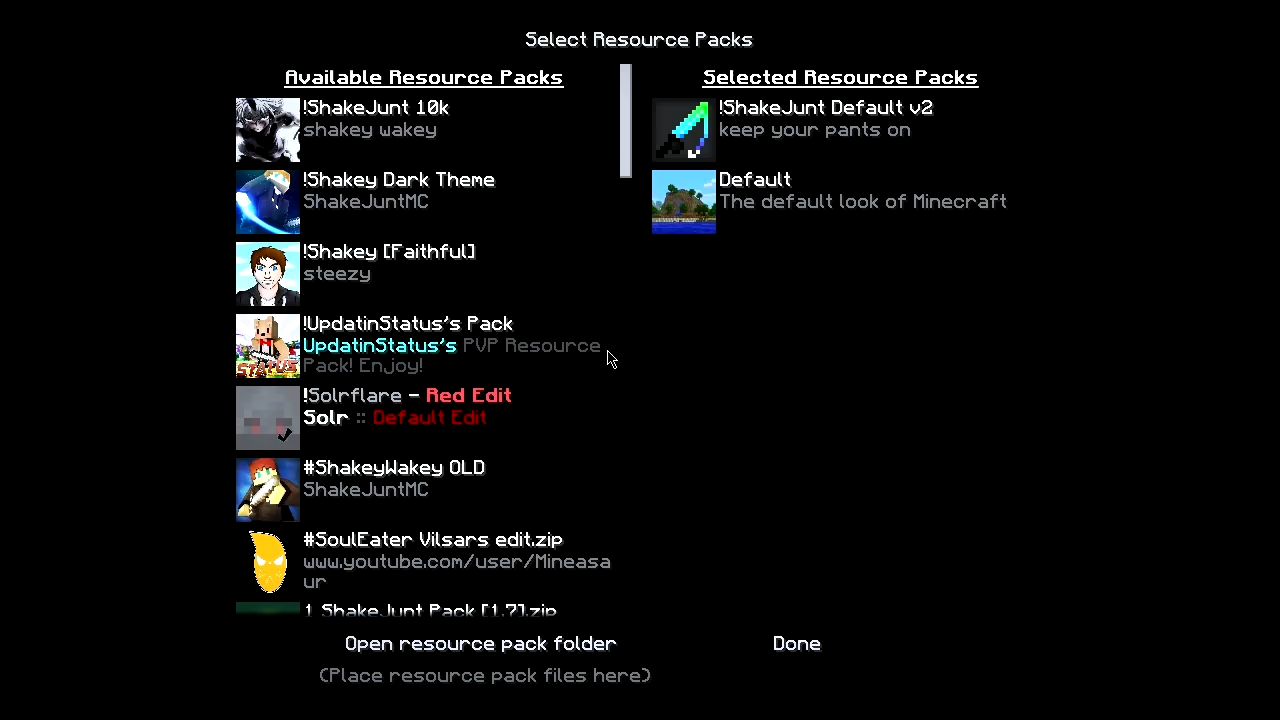 Select Resource Packs
Available Resource Packs
!ShakeJunt 10k
shakey wakey
!Shakey Dark Theme
ShakeJuntMC
!Shakey [Faithful]
steezy
!UpdatinStatus's Pack
UpdatinStatus's PVP Resource
Pack! Enjoy!
STATUS
!Solrflare - Red Edit
Solr :: Default Edit
#ShakeyWakey OLD
ShakeJuntMC
#SoulEater Vilsars edit.zip
www.youtube.com/user/Mineasa
ur
1 ShakeJunt Pack [1.7].zip
Selected Resource Packs
!ShakeJunt Default v2
keep your pants on
Default
The default look of Minecraft
Open resource pack folder
Done
(Place resource pack files here)